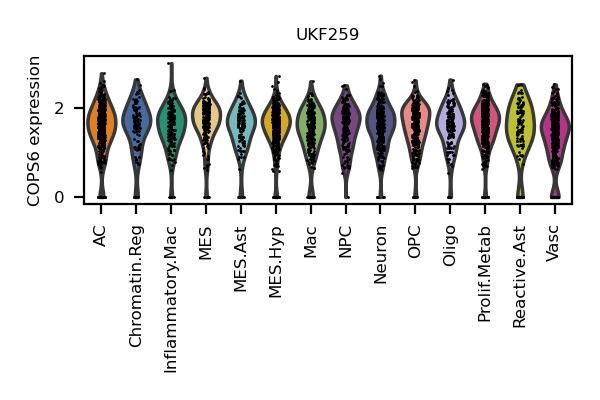 UKF259
COPS6 expression
2
0
AC
Chromatin.Reg
Inflammatory.Mac
MES
MES.Ast
MES.Hyp
Mac
NPC
Neuron
OPC
Oligo
Prolif.Metab
Reactive.Ast
Vasc